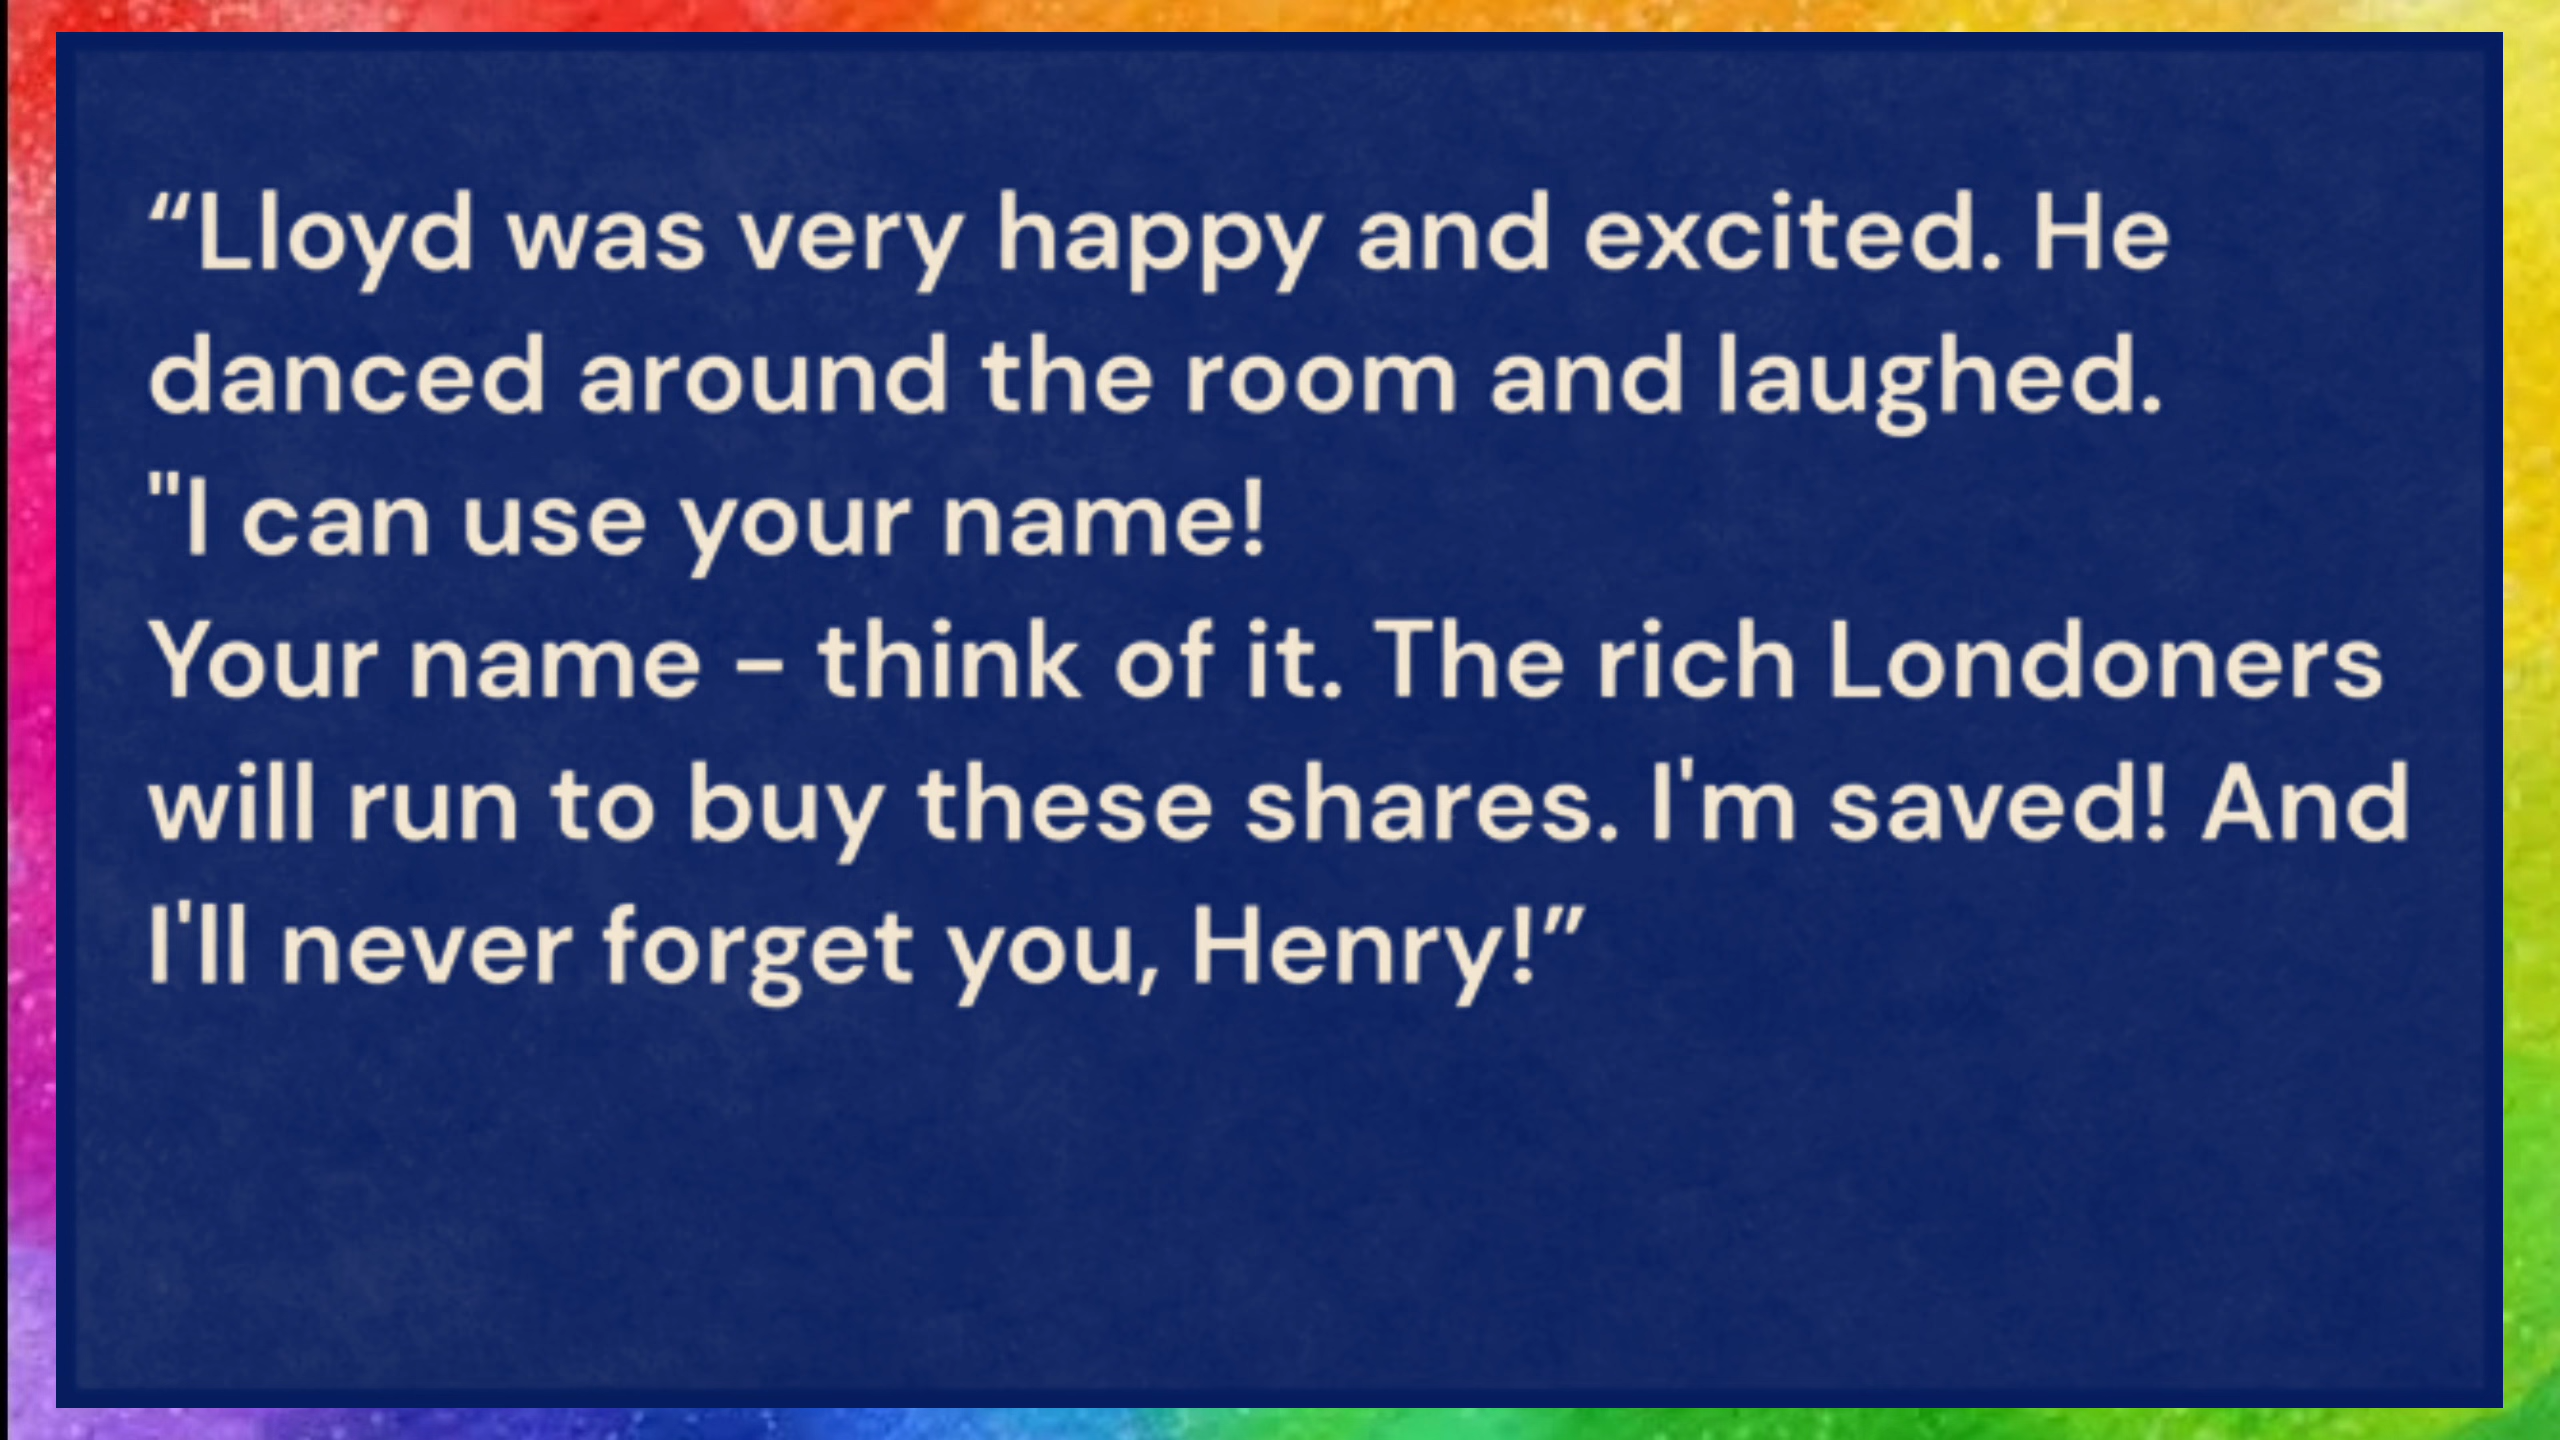 “Lloyd was very happy and excited. He
danced around the room and laughed.
"I can use your name!
Your name – think of it. The rich Londoners
will run to buy these shares. I'm saved! And
I'll never forget you, Henry!”